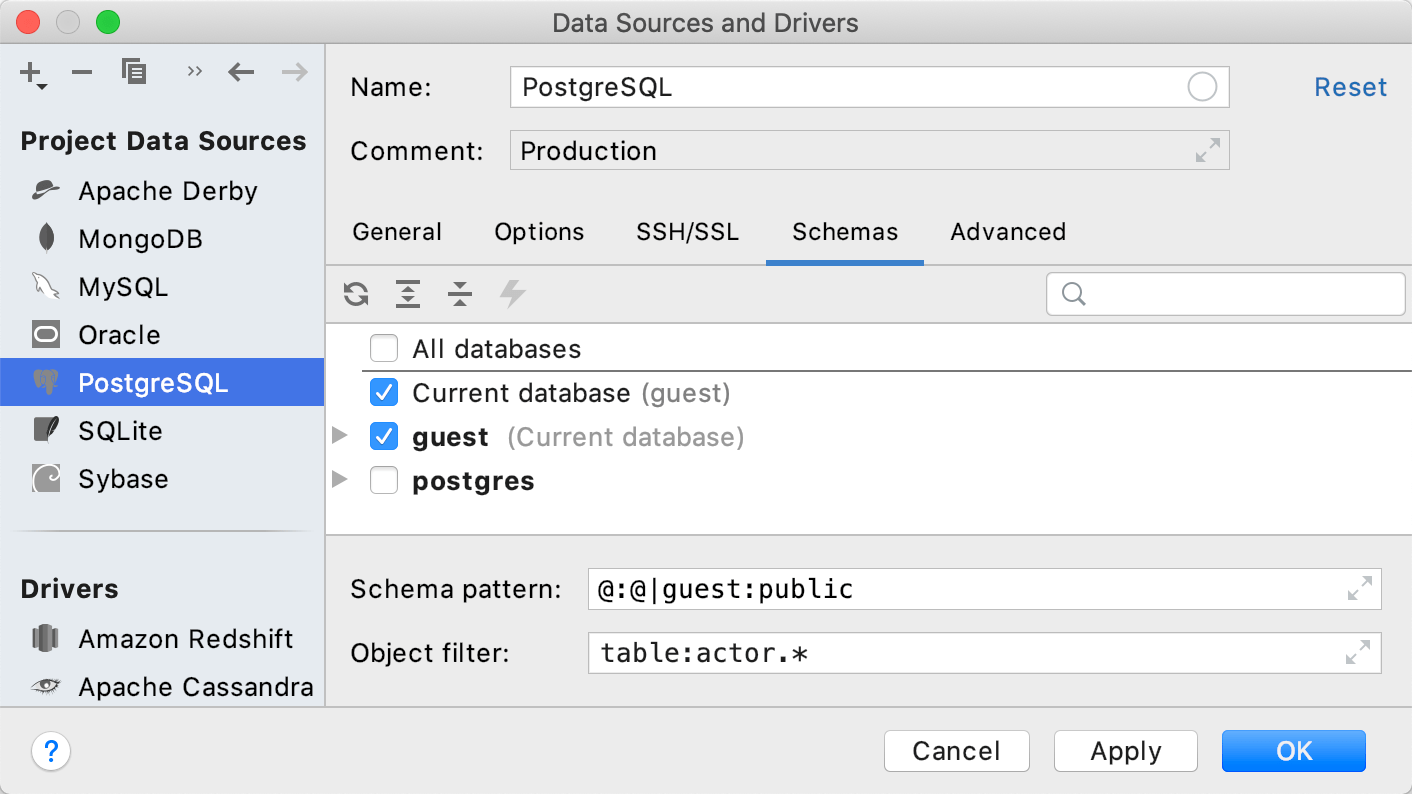 Data Sources and Drivers
Project Data Sources
Apache Derby
MongoDB
MySQL
Oracle
PostgreSQL
SQLite
Sybase
Drivers
Amazon Redshift
Apache Cassandra
Name: PostgreSQL Reset
Comment: Production
General Options SSH/SSL Schemas Advanced
All databases
Current database (guest)
guest (Current database)
postgres
Schema pattern: @:@|guest:public
Object filter: table:actor.*
? Cancel Apply OK